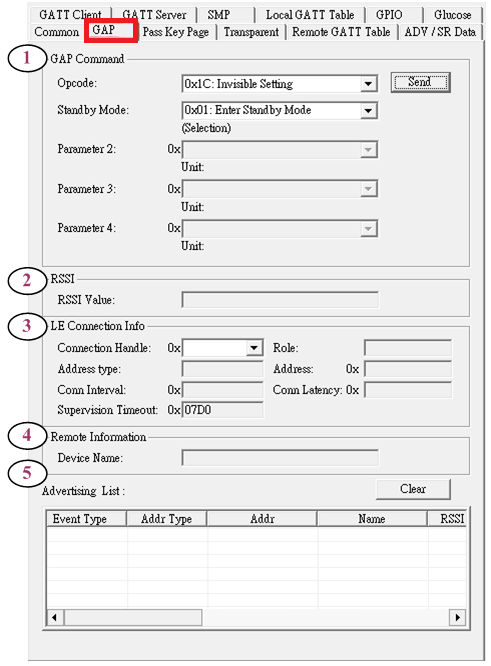 GATT Client GATT Server SMP Local GATT Table GPIO Glucose
Common GAP Pass Key Page Transparent Remote GATT Table ADV / SR Data
1 GAP Command
Opcode: 0x1C: Invisible Setting Send
Standby Mode: 0x01: Enter Standby Mode
(Selection)
Parameter 2: 0x
Unit:
Parameter 3: 0x
Unit:
Parameter 4: 0x
Unit:
2 RSSI
RSSI Value:
3 LE Connection Info
Connection Handle: 0x Role:
Address type: Address: 0x
Conn Interval: 0x Conn Latency: 0x
Supervision Timeout: 0x 07D0
4 Remote Information
Device Name:
5
Advertising List : Clear
Event Type Addr Type Addr Name RSSI